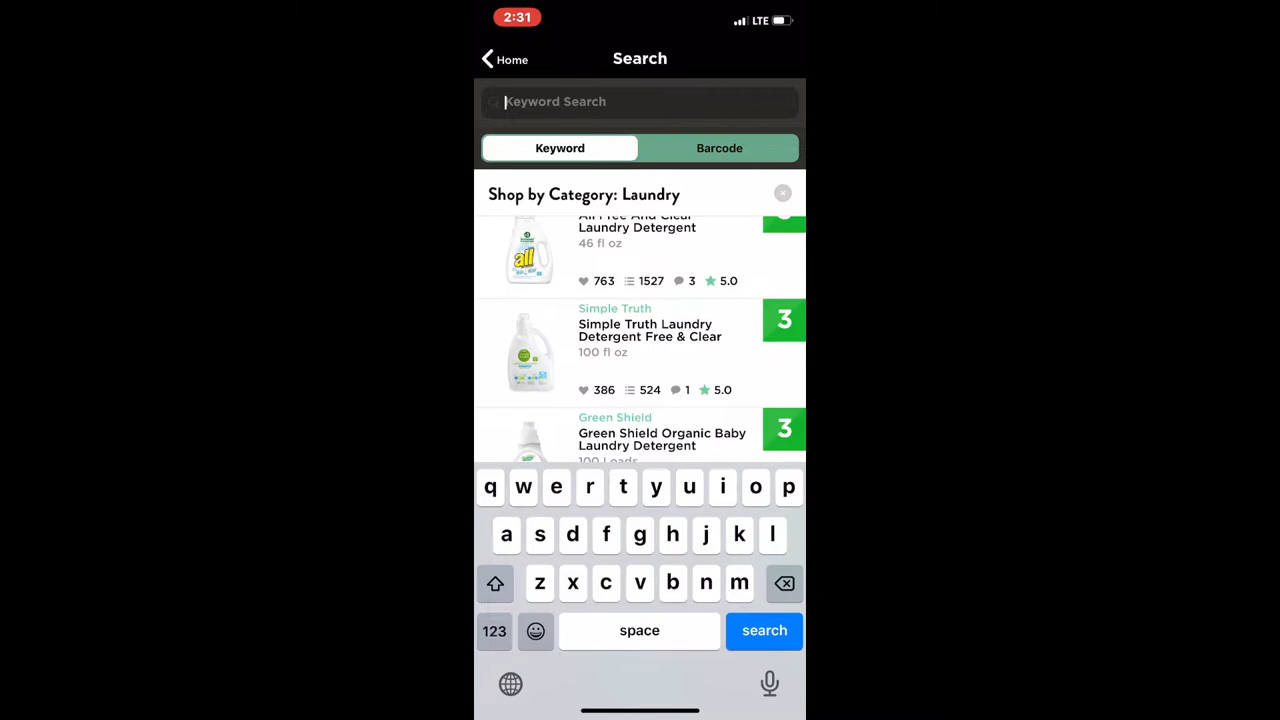 2:31
LTE
Home
Search
Keyword Search
Keyword
Barcode
Shop by Category: Laundry
All Free And Clear
Laundry Detergent
46 fl oz
all
763 1527 3 5.0
Simple Truth
Simple Truth Laundry
Detergent Free & Clear
100 fl oz
3
386 524 1 5.0
Green Shield
Green Shield Organic Baby
Laundry Detergent
100 Loads
3
q w e r t y u i o p
a s d f g h j k l
z x c v b n m
123
space
search